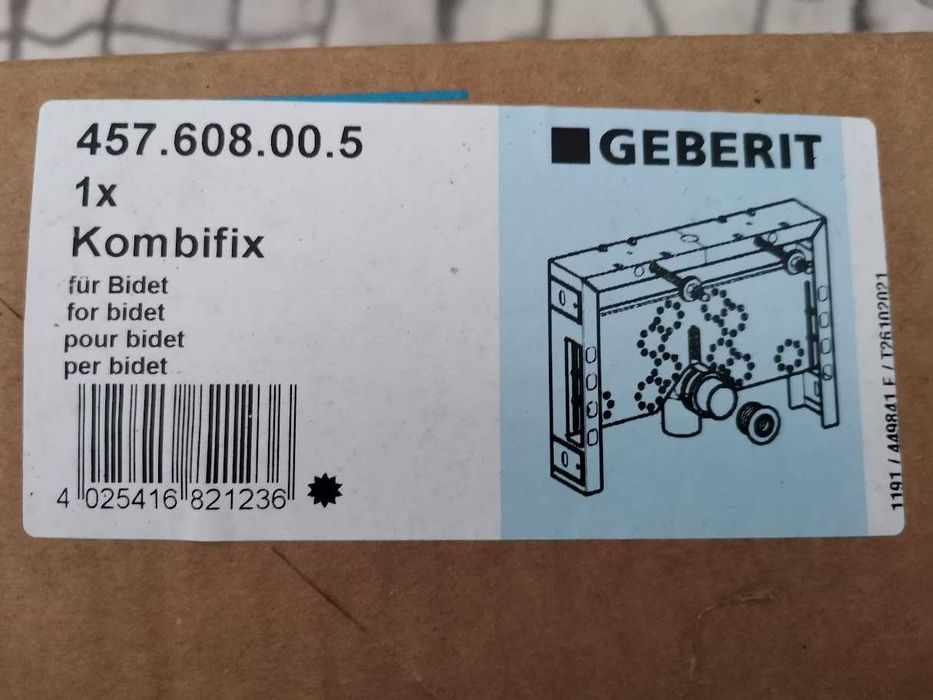 457.608.00.5
1x
Kombifix
für Bidet
for bidet
pour bidet
per bidet
4 025416 821236
GEBERIT
1191 / 449841 E / T26102021